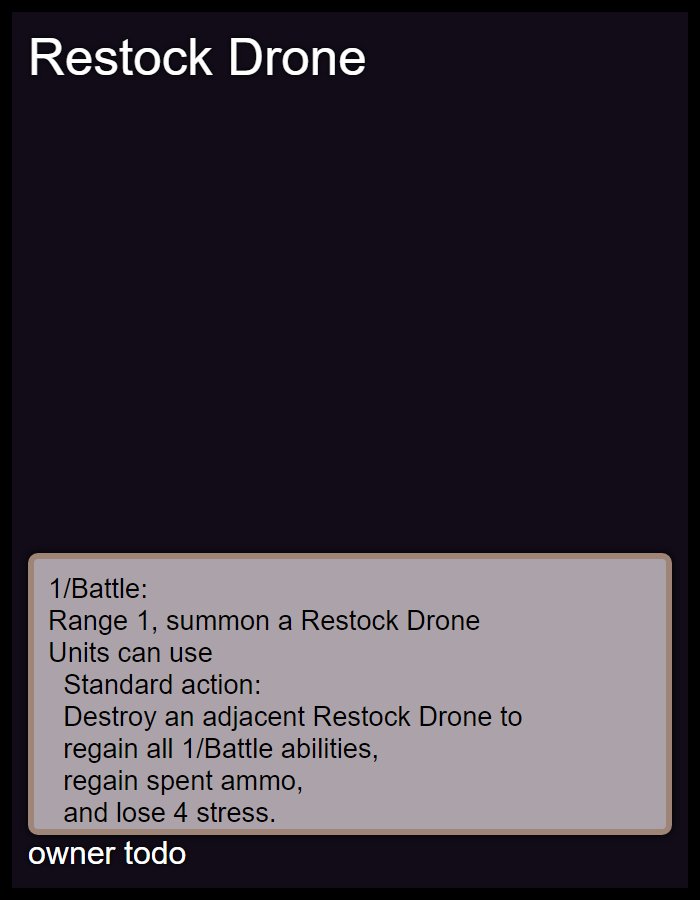 Restock Drone
1/Battle:
Range 1, summon a Restock Drone
Units can use
Standard action:
Destroy an adjacent Restock Drone to
regain all 1/Battle abilities,
regain spent ammo,
and lose 4 stress.
owner todo